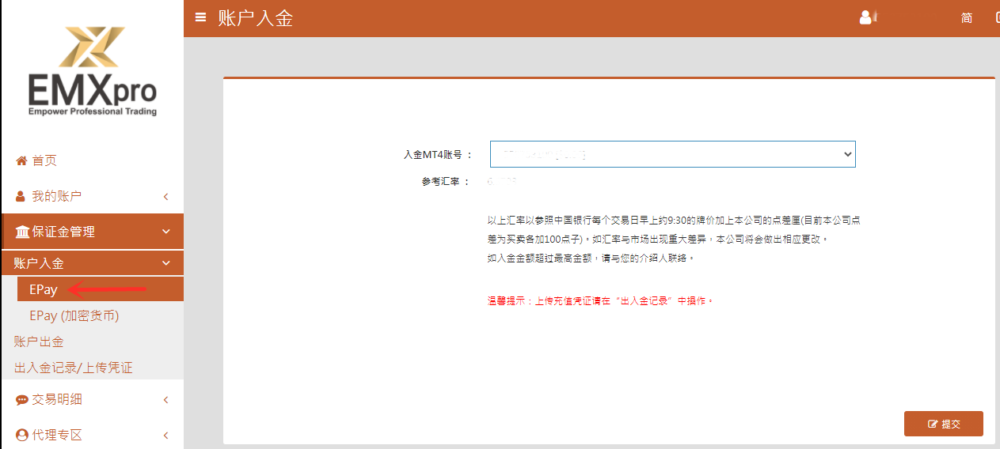 账户入金
简
EMXpro
Empower Professional Trading
首页
我的账户
保证金管理
账户入金
EPay
EPay (加密货币)
账户出金
出入金记录/上传凭证
交易明细
代理专区
入金MT4账号 ：
参考汇率 ：
以上汇率以参照中国银行每个交易日早上约9:30的牌价加上本公司的点差厘(目前本公司点
差为买卖各加100点子)。如汇率与市场出现重大差异，本公司将会做出相应更改。
如入金金额超过最高金额，请与您的介绍人联络。
温馨提示：上传充值凭证请在“出入金记录”中操作。
提交